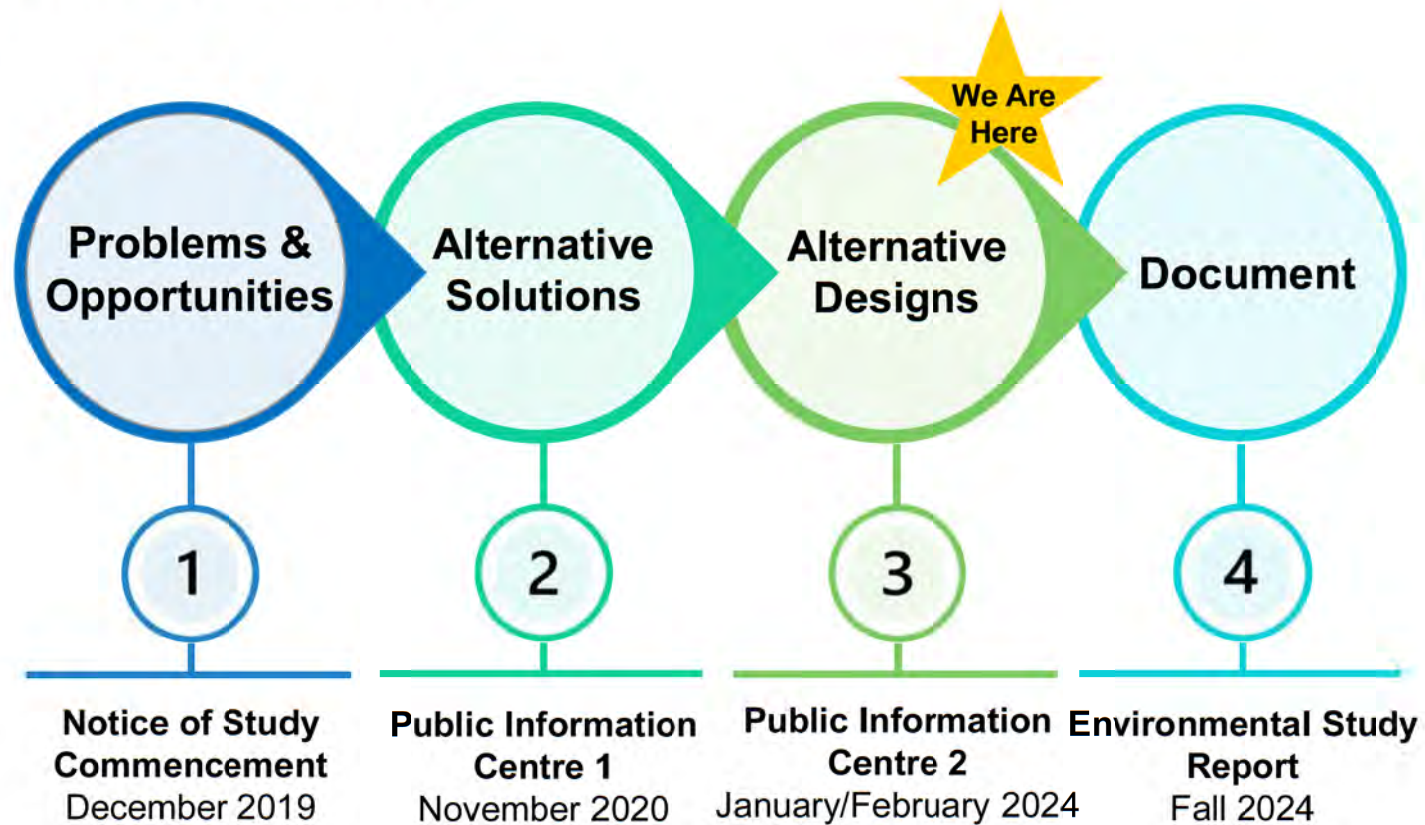 We Are
Here
Problems &
Opportunities
Alternative
Solutions
Alternative
Designs
Document
1
2
3
4
Notice of Study
Commencement
December 2019
Public Information
Centre 1
November 2020
Public Information
Centre 2
January/February 2024
Environmental Study
Report
Fall 2024